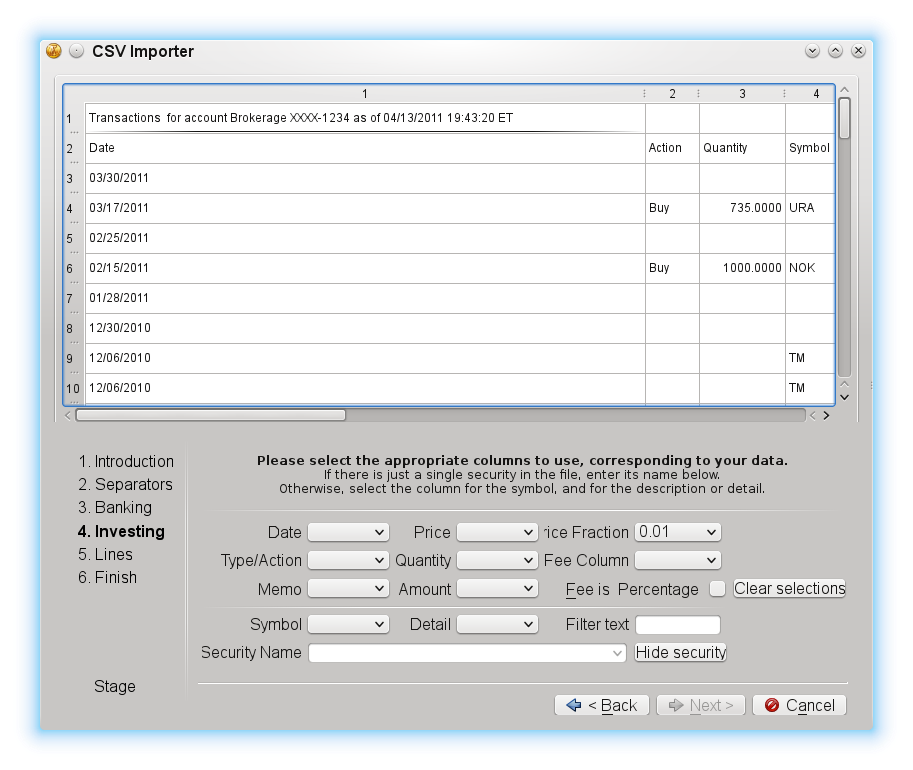 CSV Importer
1 2 3 4
1 Transactions for account Brokerage XXXX-1234 as of 04/13/2011 19:43:20 ET
2 Date Action Quantity Symbol
3 03/30/2011
4 03/17/2011 Buy 735.0000 URA
5 02/25/2011
6 02/15/2011 Buy 1000.0000 NOK
7 01/28/2011
8 12/30/2010
9 12/06/2010 TM
10 12/06/2010 TM
1. Introduction
2. Separators
3. Banking
4. Investing
5. Lines
6. Finish
Stage
Please select the appropriate columns to use, corresponding to your data.
If there is just a single security in the file, enter its name below.
Otherwise, select the column for the symbol, and for the description or detail.
Date Price rice Fraction 0.01
Type/Action Quantity Fee Column
Memo Amount Fee is Percentage Clear selections
Symbol Detail Filter text
Security Name Hide security
< Back Next > Cancel